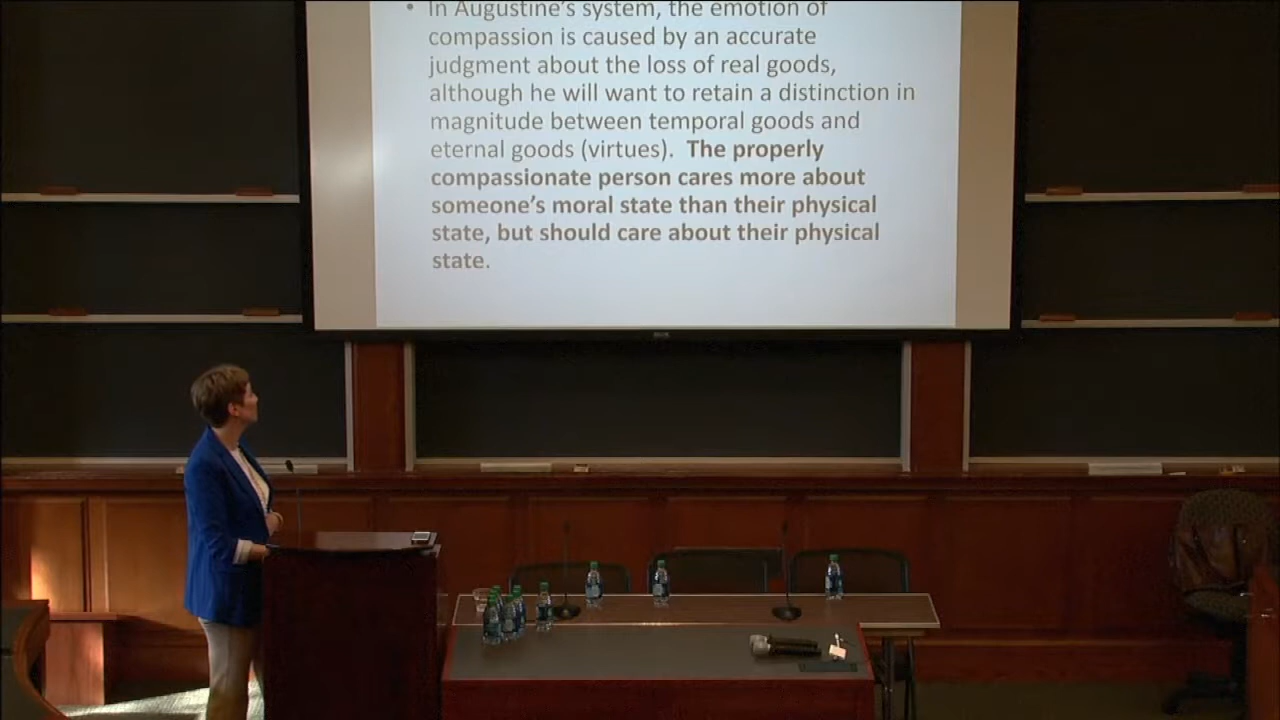 • In Augustine's system, the emotion of
compassion is caused by an accurate
judgment about the loss of real goods,
although he will want to retain a distinction in
magnitude between temporal goods and
eternal goods (virtues). The properly
compassionate person cares more about
someone's moral state than their physical
state, but should care about their physical
state.